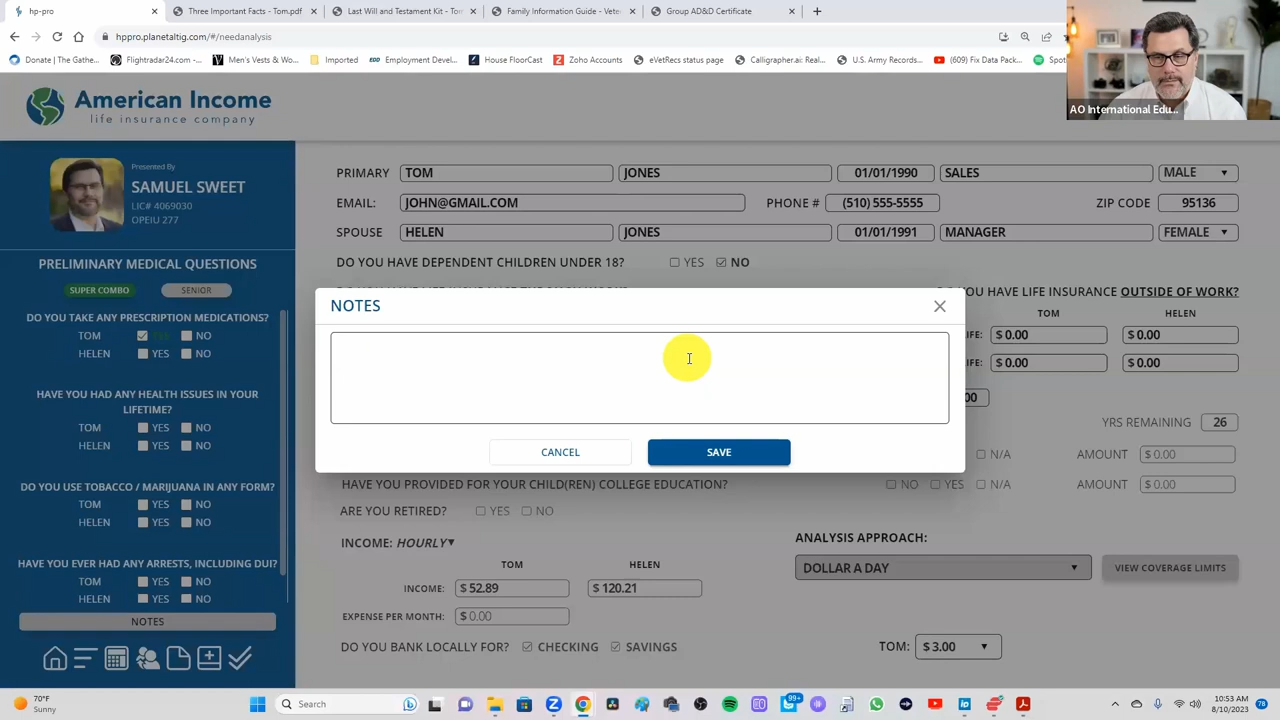 hp-pro
Three Important Facts - Tom.pdf
Last Will and Testament Kit - Tom
Family Information Guide - Veter
Group AD&D Certificate
hppro.planetaltig.com/#/needanalysis
Donate | The Gathe...
Flightradar24.com -...
Men's Vests & Wo...
Imported
EDD Employment Devel...
House FloorCast
Zoho Accounts
eVetRecs status page
Calligrapher.ai: Real...
U.S. Army Records...
(609) Fix Data Pack...
Spot
AO International Edu...
American Income
life insurance company
Presented By
SAMUEL SWEET
LIC# 4069030
OPEIU 277
PRELIMINARY MEDICAL QUESTIONS
SUPER COMBO SENIOR
DO YOU TAKE ANY PRESCRIPTION MEDICATIONS?
TOM YES NO
HELEN YES NO
HAVE YOU HAD ANY HEALTH ISSUES IN YOUR
LIFETIME?
TOM YES NO
HELEN YES NO
DO YOU USE TOBACCO / MARIJUANA IN ANY FORM?
TOM YES NO
HELEN YES NO
HAVE YOU EVER HAD ANY ARRESTS, INCLUDING DUI?
TOM YES NO
HELEN YES NO
NOTES
PRIMARY TOM JONES 01/01/1990 SALES MALE
EMAIL: JOHN@GMAIL.COM PHONE # (510) 555-5555 ZIP CODE 95136
SPOUSE HELEN JONES 01/01/1991 MANAGER FEMALE
DO YOU HAVE DEPENDENT CHILDREN UNDER 18? YES NO
YOU HAVE LIFE INSURANCE OUTSIDE OF WORK?
TOM HELEN
IFE: $ 0.00 $ 0.00
IFE: $ 0.00 $ 0.00
00
YRS REMAINING 26
N/A AMOUNT $ 0.00
NOTES
CANCEL SAVE
HAVE YOU PROVIDED FOR YOUR CHILD(REN) COLLEGE EDUCATION? NO YES N/A AMOUNT $ 0.00
ARE YOU RETIRED? YES NO
INCOME: HOURLY
TOM HELEN
INCOME: $ 52.89 $ 120.21
EXPENSE PER MONTH: $ 0.00
DO YOU BANK LOCALLY FOR? CHECKING SAVINGS
ANALYSIS APPROACH:
DOLLAR A DAY VIEW COVERAGE LIMITS
TOM: $ 3.00
70°F
Sunny
Search
99+
10:53 AM
8/10/2023
78